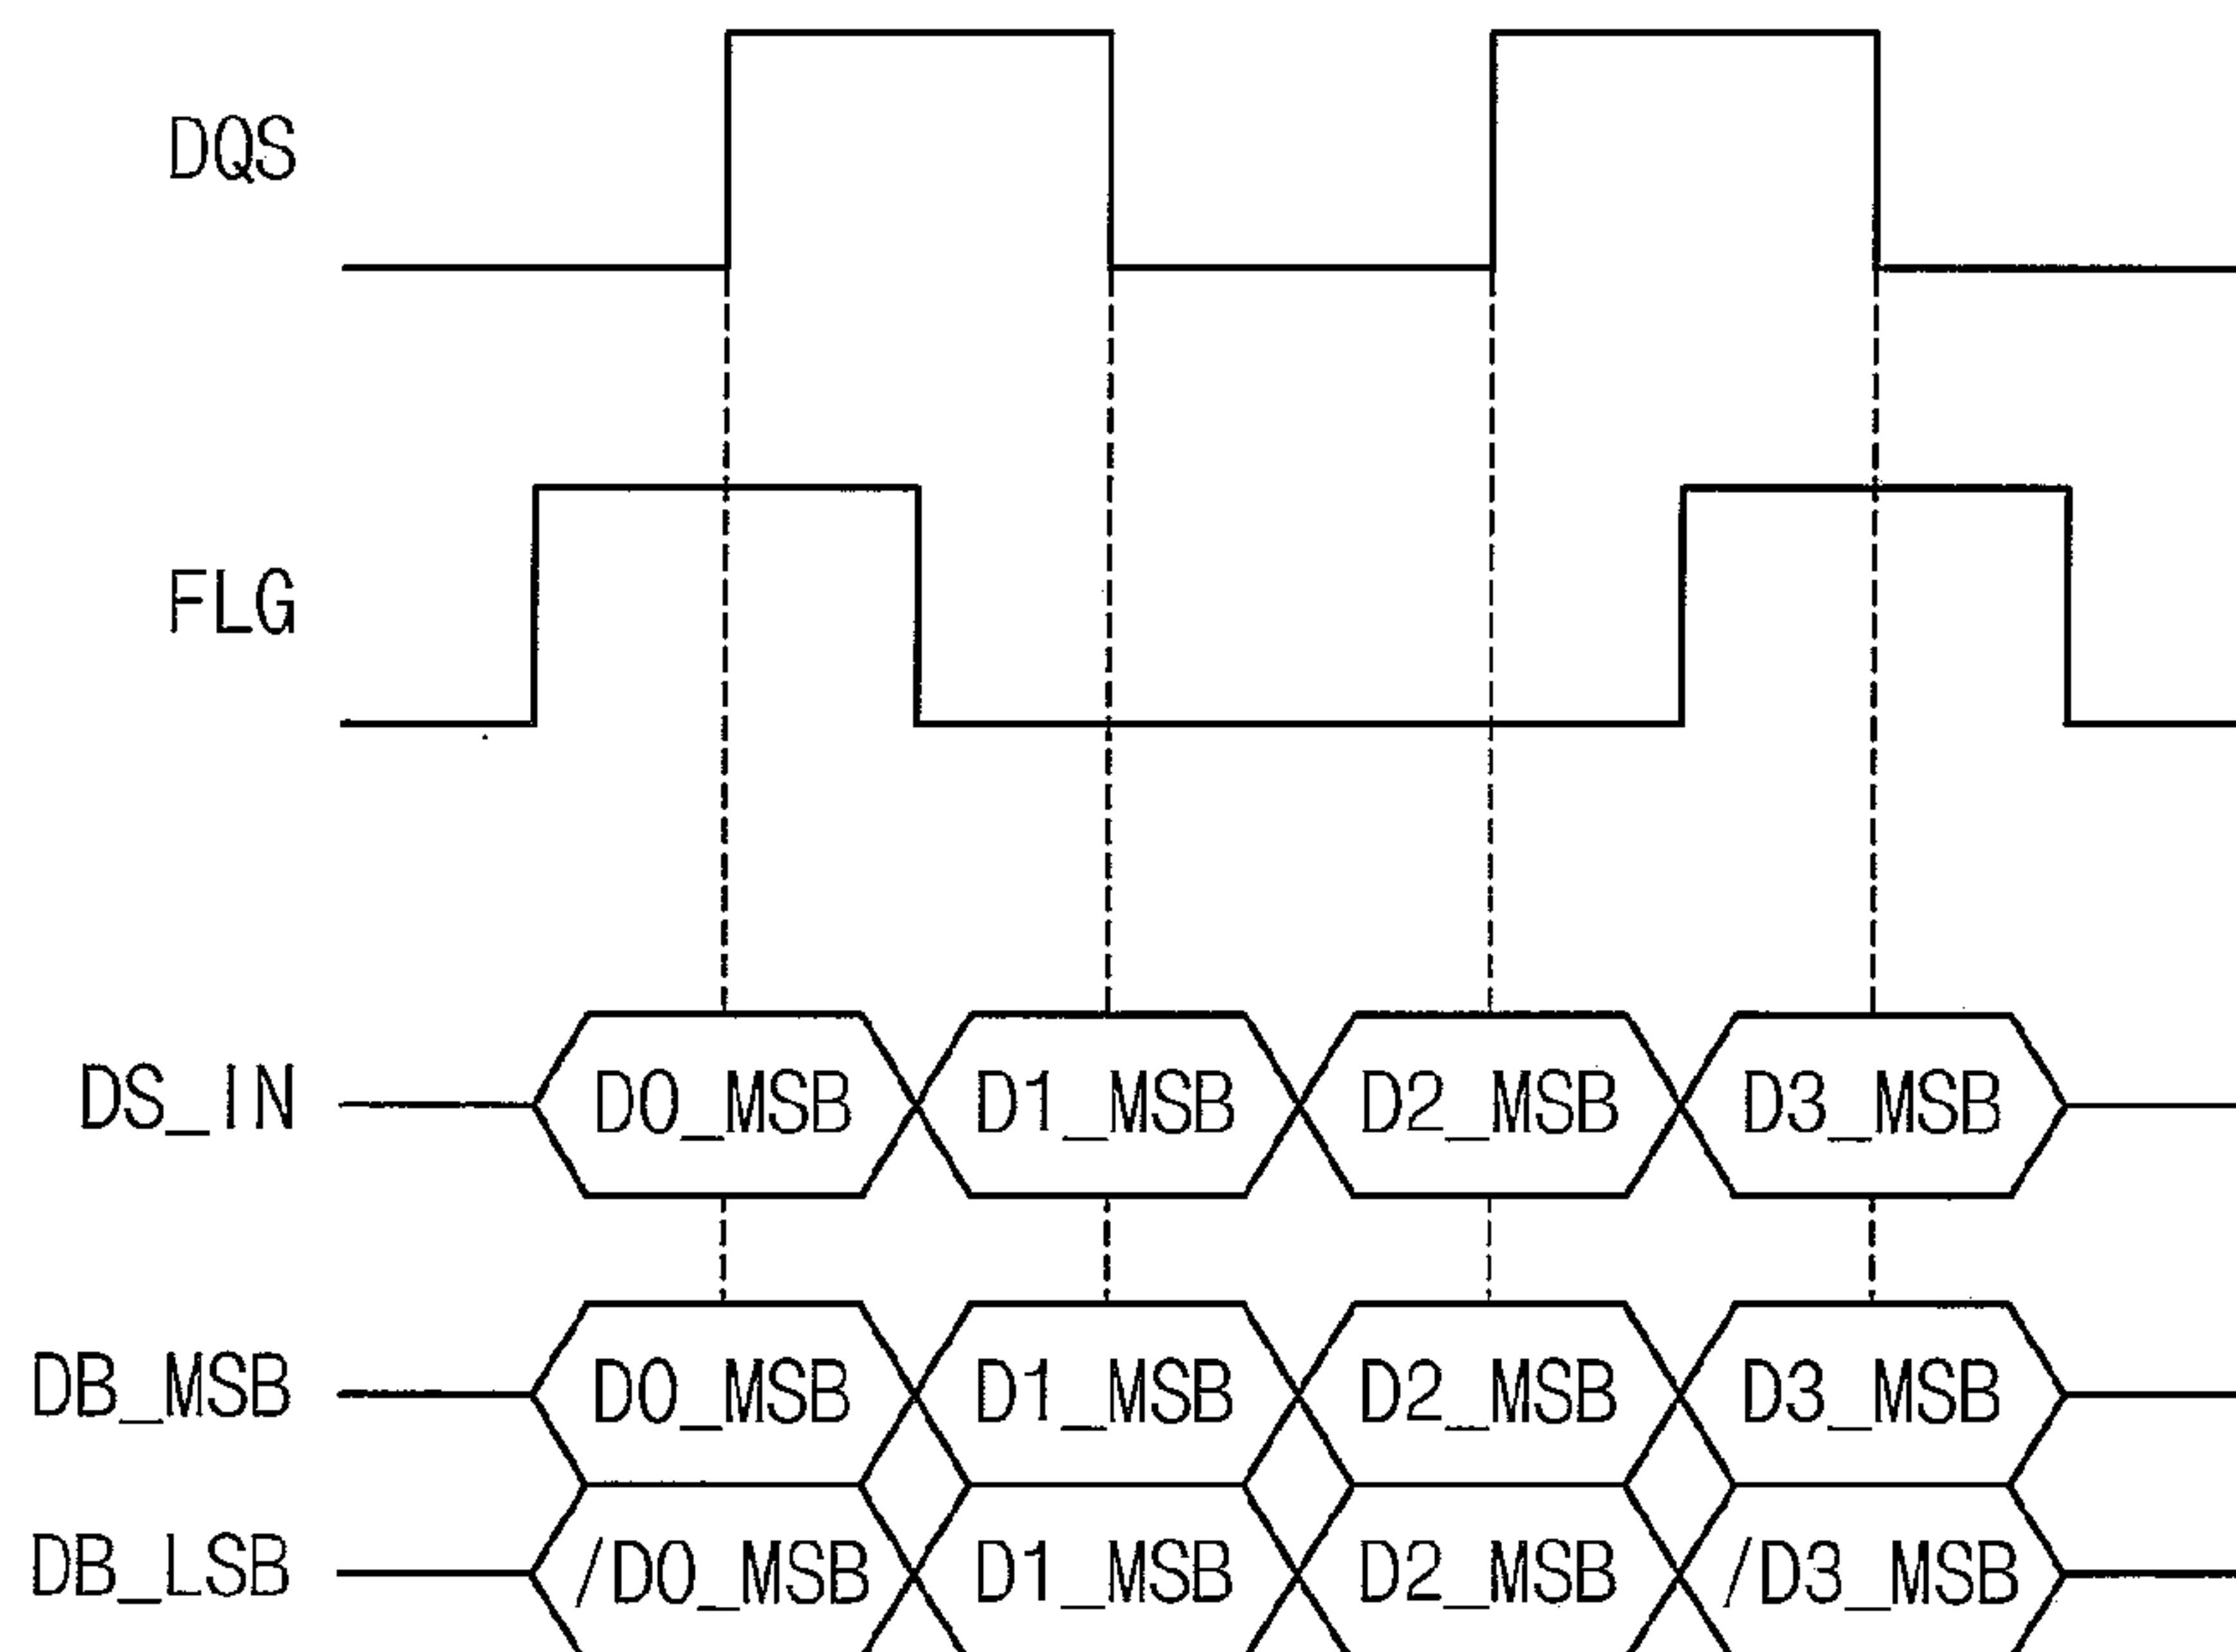 DQS
FLG
DS_IN D0_MSB D1_MSB D2_MSB D3_MSB
DB_MSB D0_MSB D1_MSB D2_MSB D3_MSB
DB_LSB /D0_MSB D1_MSB D2_MSB /D3_MSB